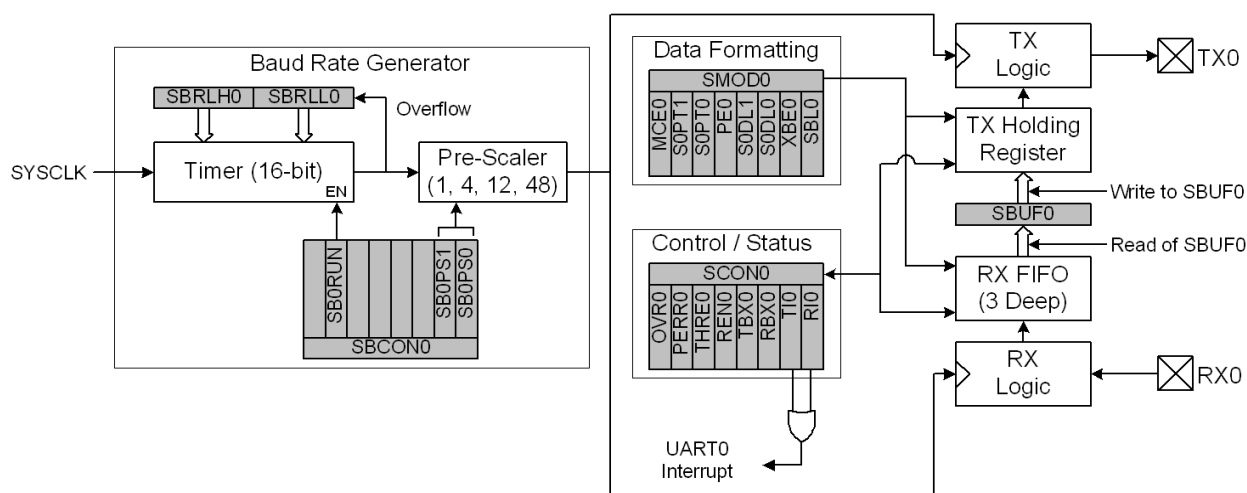 Baud Rate Generator
SBRLH0 SBRLL0
Overflow
SYSCLK
Timer (16-bit)
EN
Pre-Scaler
(1, 4, 12, 48)
SB0RUN
SB0PS1
SB0PS0
SBCON0
Data Formatting
SMOD0
MCE0
S0PT1
S0PT0
PE0
S0DL1
S0DL0
XBE0
SBL0
Control / Status
SCON0
OVR0
PERR0
THRE0
REN0
TBX0
RBX0
TI0
RI0
UART0
Interrupt
TX
Logic
TX0
TX Holding
Register
Write to SBUF0
SBUF0
Read of SBUF0
RX FIFO
(3 Deep)
RX
Logic
RX0